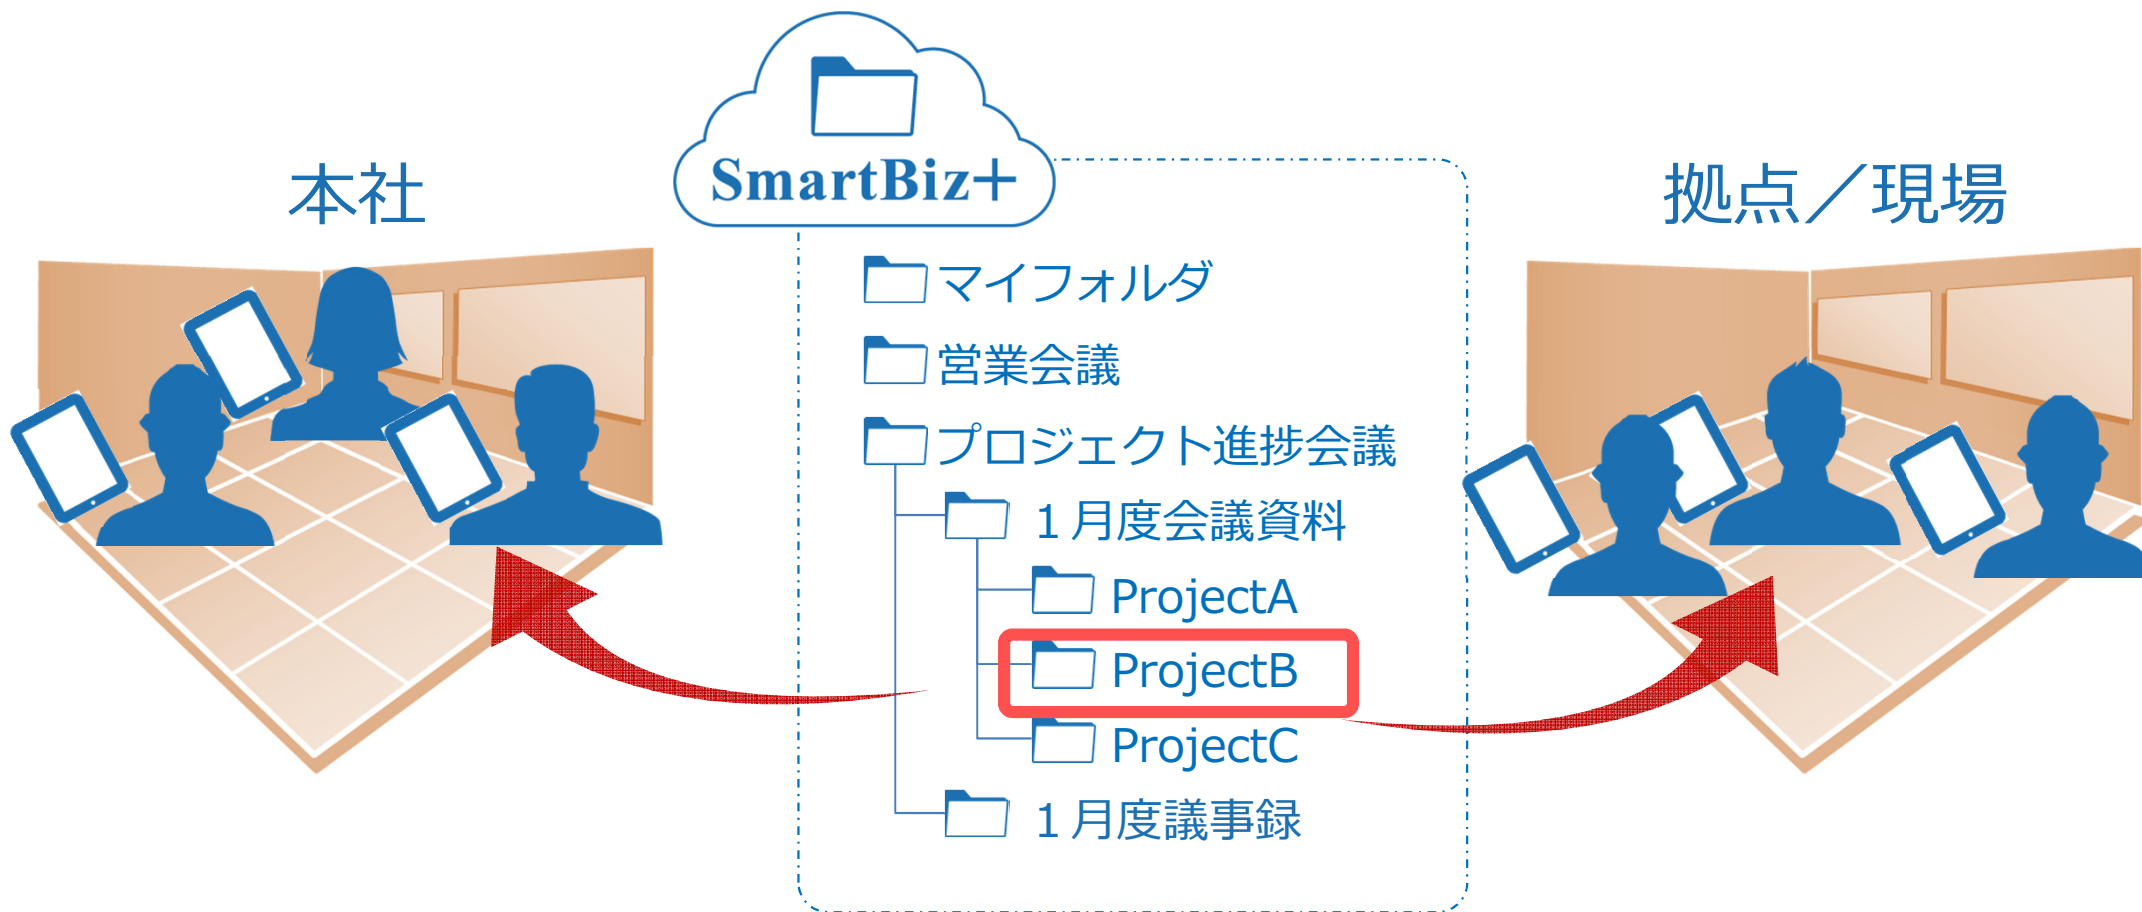 SmartBiz+
本社
拠点／現場
マイフォルダ
営業会議
プロジェクト進捗会議
１月度会議資料
ProjectA
ProjectB
ProjectC
１月度議事録